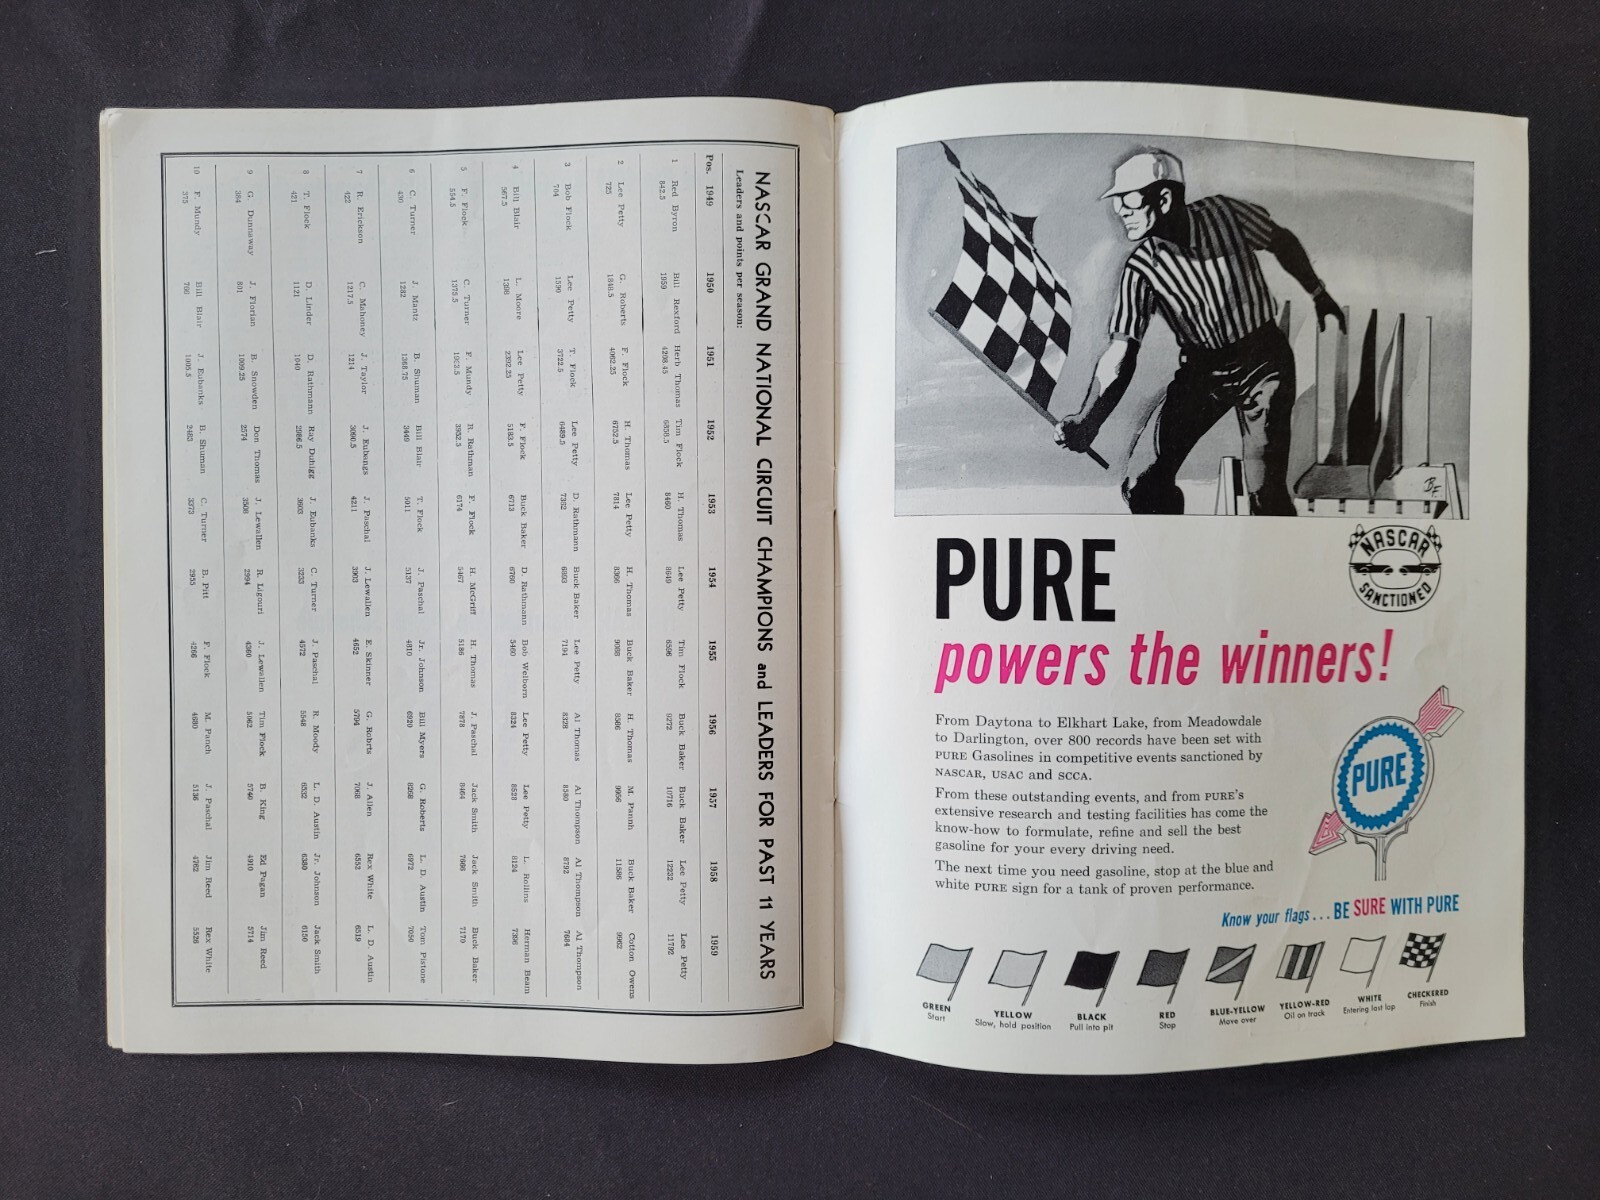 NASCAR GRAND NATIONAL CIRCUIT CHAMPIONS and LEADERS FOR PAST 11 YEARS
Leaders and points per season:
Pos. 1949 1950 1951 1952 1953 1954 1955 1956 1957 1958 1959
1 Red Byron Bill Rexford Herb Thomas Tim Flock H. Thomas Lee Petty Tim Flock Buck Baker Buck Baker Lee Petty Lee Petty
842.5 1959 4208.45 6858.5 8460 8649 9596 9272 10716 12232 11792
2 Lee Petty G. Roberts F. Flock H. Thomas Lee Petty H. Thomas Buck Baker H. Thomas M. Panch Buck Baker Cotton Owens
725 1848.5 4062.25 6752.5 7814 8366 8088 8586 9956 11588 9962
3 Bob Flock Lee Petty T. Flock Lee Petty D. Rathmann Buck Baker Lee Petty Al Thomas Al Thompson Al Thompson Al Thompson
704 1590 3722.5 6489.5 7362 6893 7194 8328 8580 8792 7684
4 Bill Blair L. Moore Lee Petty F. Flock Buck Baker D. Rathmann Bob Welborn Lee Petty Lee Petty L. Rollins Herman Beam
567.5 1398 2392.25 5183.5 6713 6760 5460 8324 8528 8124 7396
5 F. Flock C. Turner F. Mundy R. Rathman F. Flock H. McGriff H. Thomas J. Paschal Jack Smith Jack Smith Buck Baker
554.5 1375.5 1963.5 3952.5 6174 5467 5186 7878 8464 7666 7170
6 C. Turner J. Mantz B. Shuman Bill Blair T. Flock J. Paschal Jr. Johnson Bill Myers G. Roberts L. D. Austin Tom Pistone
430 1282 1368.75 3449 5011 5137 4810 6920 8268 6972 7050
7 R. Erickson C. Mahoney J. Taylor J. Eubangs J. Paschal J. Lewallen E. Skinner G. Robrts J. Allen Rex White L. D. Austin
422 1217.5 1214 3090.5 4211 3903 4652 5794 7068 6552 6519
8 T. Flock D. Linder D. Rathmann Ray Duhigg J. Eubanks C. Turner J. Paschal R. Moody L. D. Austin Jr. Johnson Jack Smith
421 1121 1040 2986.5 3603 3233 4572 5548 6532 6380 6150
9 G. Dunnaway J. Florian B. Snowden Don Thomas J. Lewallen R. Ligouri J. Lewallen Tim Flock B. King Ed Pagan Jim Reed
384 801 1009.25 2574 3508 2994 4360 5062 5740 4910 5714
10 F. Mundy Bill Blair J. Eubanks B. Shuman C. Turner B. Pitt F. Flock M. Panch J. Paschal Jim Reed Rex White
375 766 1005.5 2483 3373 2955 4266 4680 5136 4762 5526
B.F.
NASCAR
SANCTIONED
PURE
powers the winners!
From Daytona to Elkhart Lake, from Meadowdale
to Darlington, over 800 records have been set with
PURE Gasolines in competitive events sanctioned by
NASCAR, USAC and SCCA.
From these outstanding events, and from PURE'S
extensive research and testing facilities has come the
know-how to formulate, refine and sell the best
gasoline for your every driving need.
The next time you need gasoline, stop at the blue and
white PURE sign for a tank of proven performance.
PURE
Know your flags... BE SURE WITH PURE
GREEN
Start
YELLOW
Slow, hold position
BLACK
Pull into pit
RED
Stop
BLUE-YELLOW
Move over
YELLOW-RED
Oil on track
WHITE
Entering last lap
CHECKERED
Finish